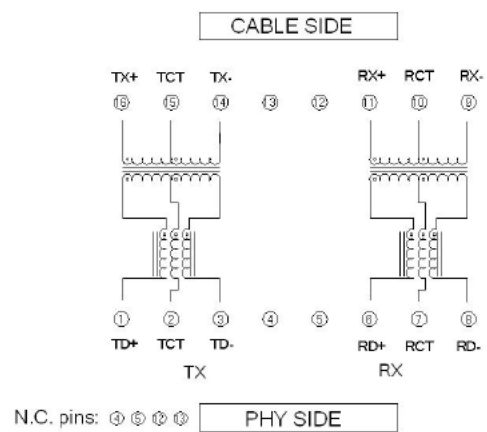 CABLE SIDE
TX+ TCT TX- RX+ RCT RX-
⑯ ⑮ ⑭ ⑬ ⑫ ⑪ ⑩ ⑨
① ② ③ ④ ⑤ ⑥ ⑦ ⑧
TD+ TCT TD- RD+ RCT RD-
TX RX
N.C. pins: ④ ⑤ ⑫ ⑬ PHY SIDE